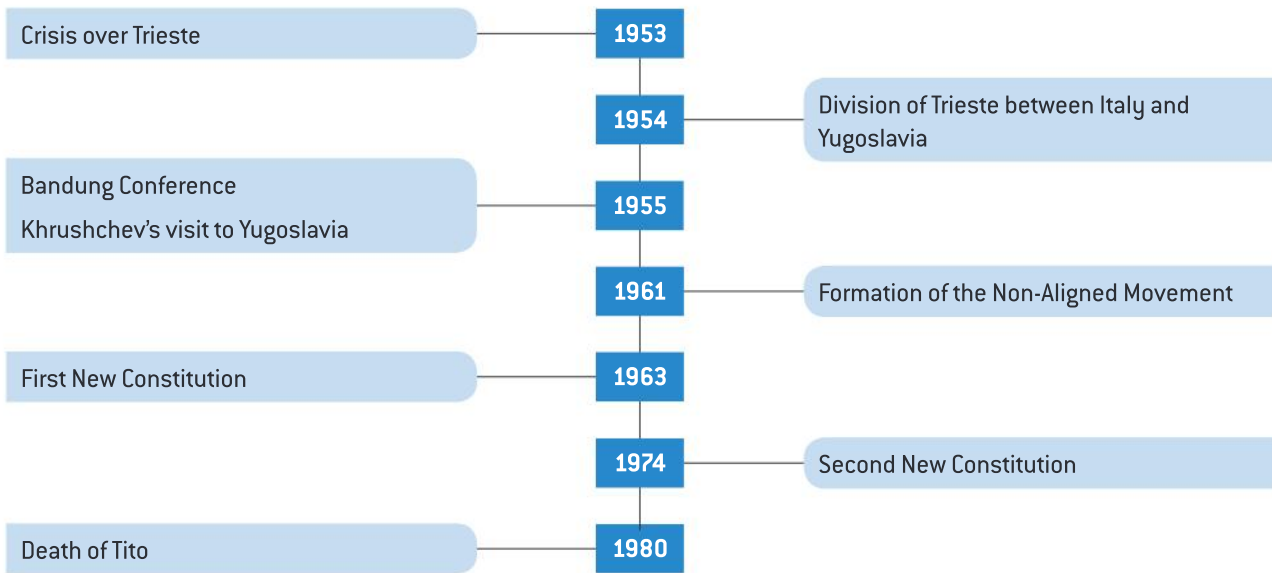 Crisis over Trieste
1953
1954
Division of Trieste between Italy and
Yugoslavia
Bandung Conference
Khrushchev’s visit to Yugoslavia
1955
1961
Formation of the Non-Aligned Movement
First New Constitution
1963
1974
Second New Constitution
Death of Tito
1980